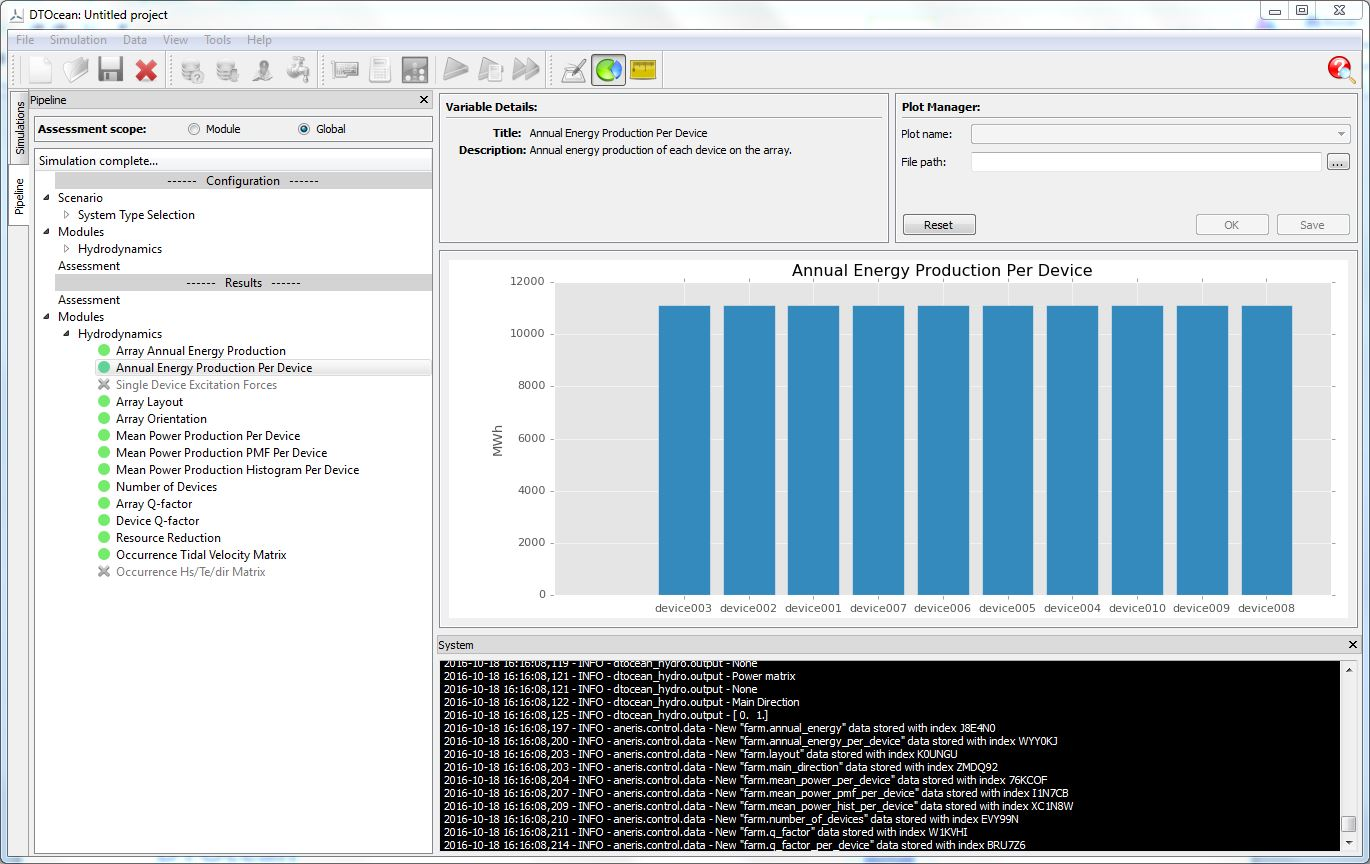 DTOcean: Untitled project
File Simulation Data View Tools Help
Simulations
Pipeline
Pipeline
Assessment scope: Module Global
Simulation complete...
------ Configuration ------
Scenario
System Type Selection
Modules
Hydrodynamics
Assessment
------ Results ------
Assessment
Modules
Hydrodynamics
Array Annual Energy Production
Annual Energy Production Per Device
Single Device Excitation Forces
Array Layout
Array Orientation
Mean Power Production Per Device
Mean Power Production PMF Per Device
Mean Power Production Histogram Per Device
Number of Devices
Array Q-factor
Device Q-factor
Resource Reduction
Occurrence Tidal Velocity Matrix
Occurrence Hs/Te/dir Matrix
Variable Details:
Title: Annual Energy Production Per Device
Description: Annual energy production of each device on the array.
Plot Manager:
Plot name:
File path: ...
Reset OK Save
Annual Energy Production Per Device
12000
10000
8000
6000
4000
2000
0
MWh
device003 device002 device001 device007 device006 device005 device004 device010 device009 device008
System
2016-10-18 16:16:08,119 - INFO - dtocean_hydro.output - None
2016-10-18 16:16:08,121 - INFO - dtocean_hydro.output - Power matrix
2016-10-18 16:16:08,121 - INFO - dtocean_hydro.output - None
2016-10-18 16:16:08,122 - INFO - dtocean_hydro.output - Main Direction
2016-10-18 16:16:08,125 - INFO - dtocean_hydro.output - [ 0.  1.]
2016-10-18 16:16:08,197 - INFO - aneris.control.data - New "farm.annual_energy" data stored with index J8E4N0
2016-10-18 16:16:08,200 - INFO - aneris.control.data - New "farm.annual_energy_per_device" data stored with index WYY0KJ
2016-10-18 16:16:08,203 - INFO - aneris.control.data - New "farm.layout" data stored with index K0UNGU
2016-10-18 16:16:08,203 - INFO - aneris.control.data - New "farm.main_direction" data stored with index ZMDQ92
2016-10-18 16:16:08,204 - INFO - aneris.control.data - New "farm.mean_power_per_device" data stored with index 76KCOF
2016-10-18 16:16:08,207 - INFO - aneris.control.data - New "farm.mean_power_pmf_per_device" data stored with index I1N7CB
2016-10-18 16:16:08,209 - INFO - aneris.control.data - New "farm.mean_power_hist_per_device" data stored with index XC1N8W
2016-10-18 16:16:08,210 - INFO - aneris.control.data - New "farm.number_of_devices" data stored with index EVY99N
2016-10-18 16:16:08,211 - INFO - aneris.control.data - New "farm.q_factor" data stored with index W1KVHI
2016-10-18 16:16:08,214 - INFO - aneris.control.data - New "farm.q_factor_per_device" data stored with index BRU7Z6